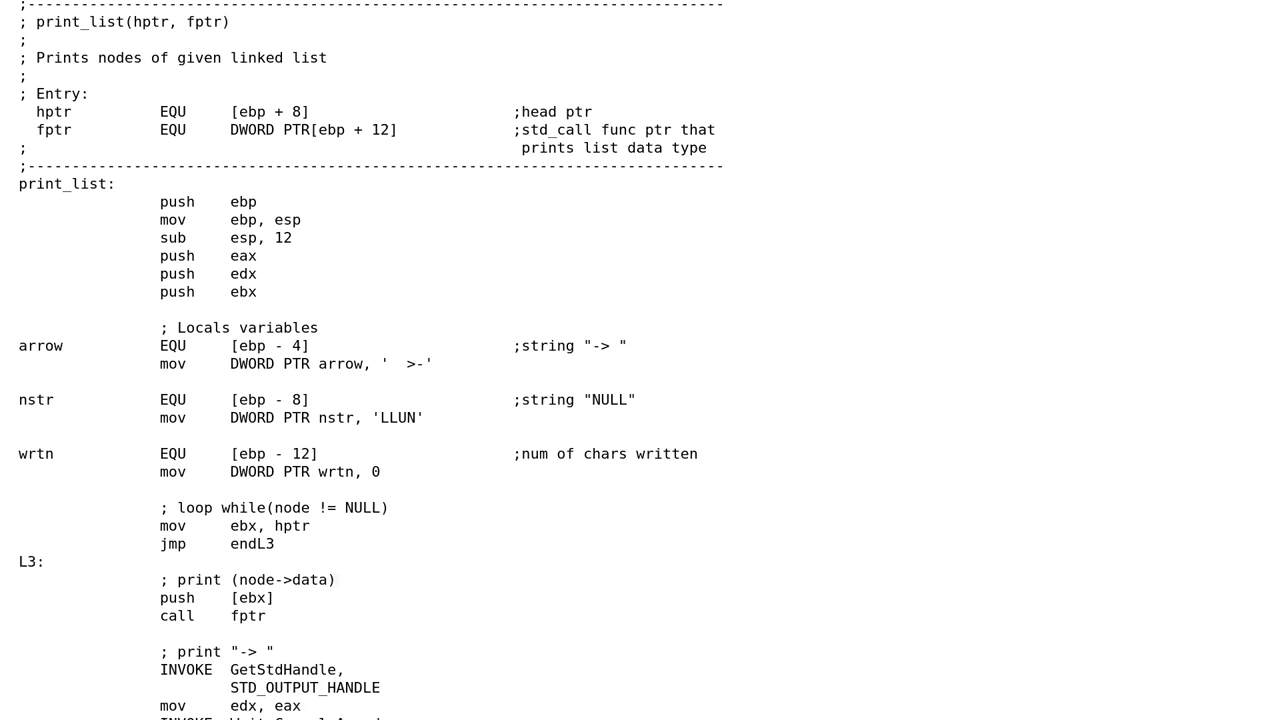 ;-------------------------------------------------------------------------------
; print_list(hptr, fptr)
;
; Prints nodes of given linked list
;
; Entry:
  hptr          EQU     [ebp + 8]                       ;head ptr
  fptr          EQU     DWORD PTR[ebp + 12]             ;std_call func ptr that
;                                                        prints list data type
;-------------------------------------------------------------------------------
print_list:
                push    ebp
                mov     ebp, esp
                sub     esp, 12
                push    eax
                push    edx
                push    ebx

                ; Locals variables
arrow           EQU     [ebp - 4]                       ;string "-> "
                mov     DWORD PTR arrow, '  >-'

nstr            EQU     [ebp - 8]                       ;string "NULL"
                mov     DWORD PTR nstr, 'LLUN'

wrtn            EQU     [ebp - 12]                      ;num of chars written
                mov     DWORD PTR wrtn, 0

                ; loop while(node != NULL)
                mov     ebx, hptr
                jmp     endL3
L3:
                ; print (node->data)
                push    [ebx]
                call    fptr

                ; print "-> "
                INVOKE  GetStdHandle,
                        STD_OUTPUT_HANDLE
                mov     edx, eax